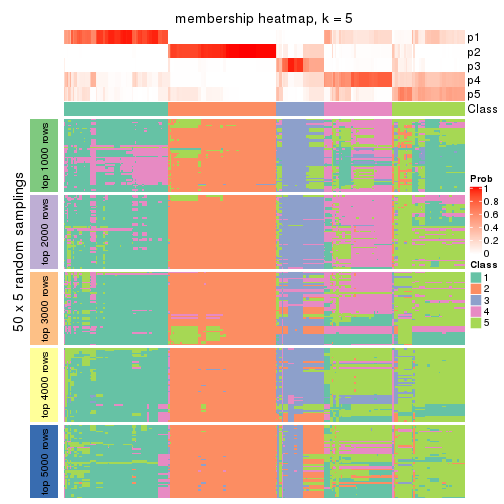 membership heatmap, k = 5
p1
p2
p3
p4
p5
Class
50 x 5 random samplings
top 1000 rows
top 2000 rows
top 3000 rows
top 4000 rows
top 5000 rows
Prob
1
0.8
0.6
0.4
0.2
0
Class
1
2
3
4
5